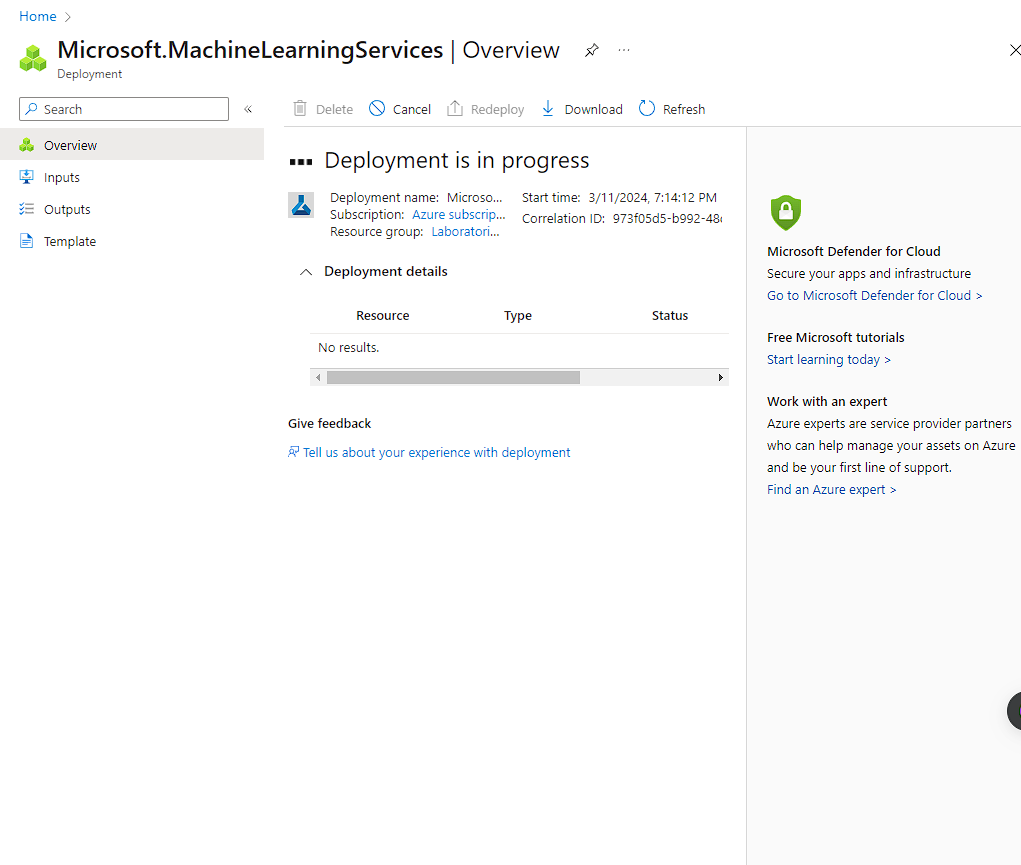 Home
Microsoft.MachineLearningServices | Overview
Deployment
Search
Overview
Inputs
Outputs
Template
Delete Cancel Redeploy Download Refresh
Deployment is in progress
Deployment name: Microso...
Subscription: Azure subscrip...
Resource group: Laboratori...
Start time: 3/11/2024, 7:14:12 PM
Correlation ID: 973f05d5-b992-48
Deployment details
Resource Type Status
No results.
Give feedback
Tell us about your experience with deployment
Microsoft Defender for Cloud
Secure your apps and infrastructure
Go to Microsoft Defender for Cloud >
Free Microsoft tutorials
Start learning today >
Work with an expert
Azure experts are service provider partners
who can help manage your assets on Azure
and be your first line of support.
Find an Azure expert >